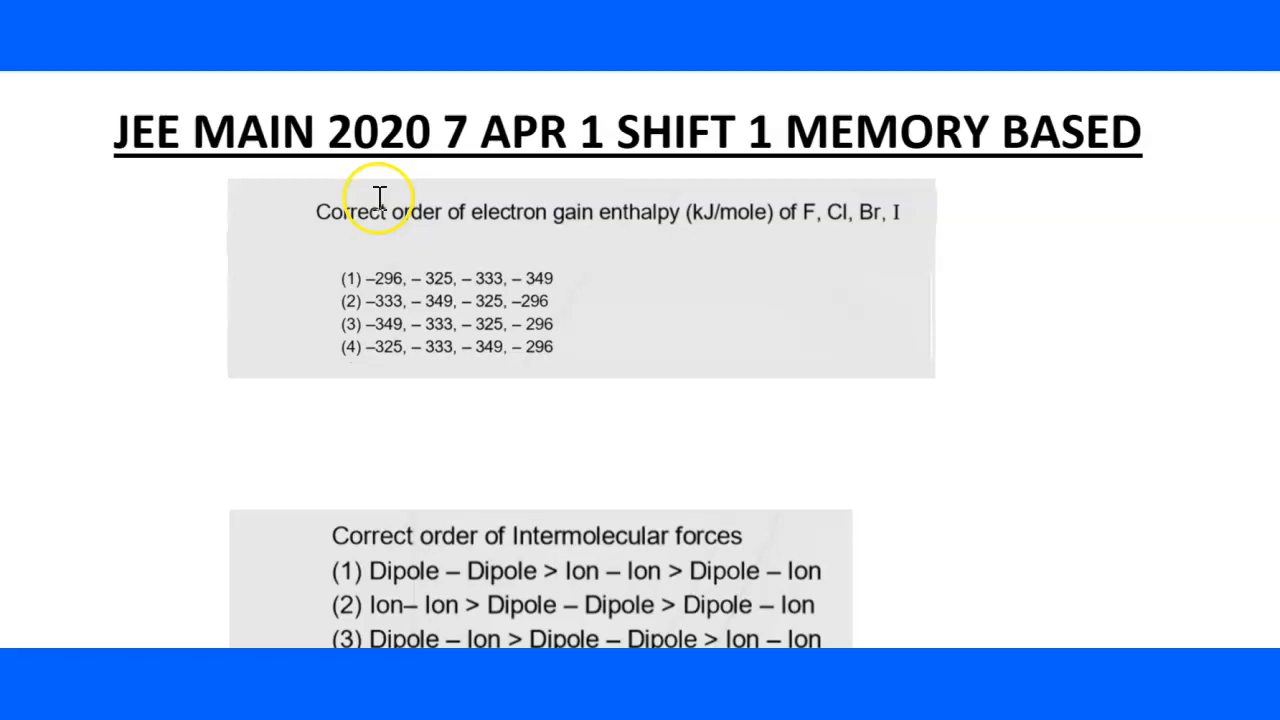 JEE MAIN 2020 7 APR 1 SHIFT 1 MEMORY BASED
Correct order of electron gain enthalpy (kJ/mole) of F, Cl, Br, I
(1) –296, – 325, – 333, – 349
(2) –333, – 349, – 325, –296
(3) –349, – 333, – 325, – 296
(4) –325, – 333, – 349, – 296
Correct order of Intermolecular forces
(1) Dipole – Dipole > Ion – Ion > Dipole – Ion
(2) Ion– Ion > Dipole – Dipole > Dipole – Ion
(3) Dipole – Ion > Dipole – Dipole > Ion – Ion